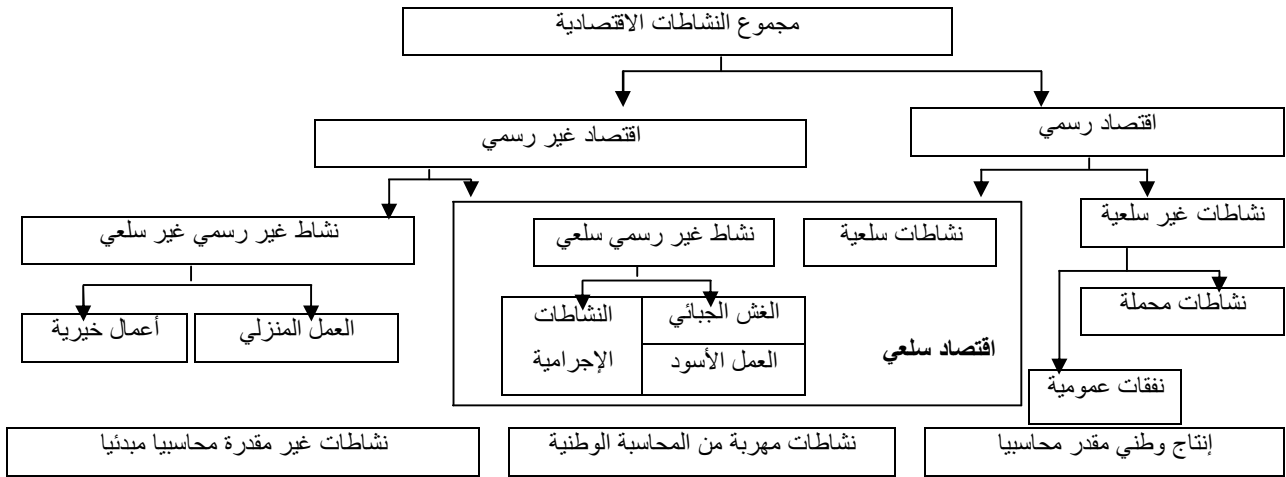 مجموع النشاطات الاقتصادية
اقتصاد رسمي
اقتصاد غير رسمي
نشاطات غير سلعية
نشاطات سلعية
نشاط غير رسمي سلعي
نشاط غير رسمي غير سلعي
نشاطات محملة
الغش الجبائي
النشاطات
الإجرامية
العمل الأسود
العمل المنزلي
أعمال خيرية
اقتصاد سلعي
نفقات عمومية
إنتاج وطني مقدر محاسبيا
نشاطات مهربة من المحاسبة الوطنية
نشاطات غير مقدرة محاسبيا مبدئيا